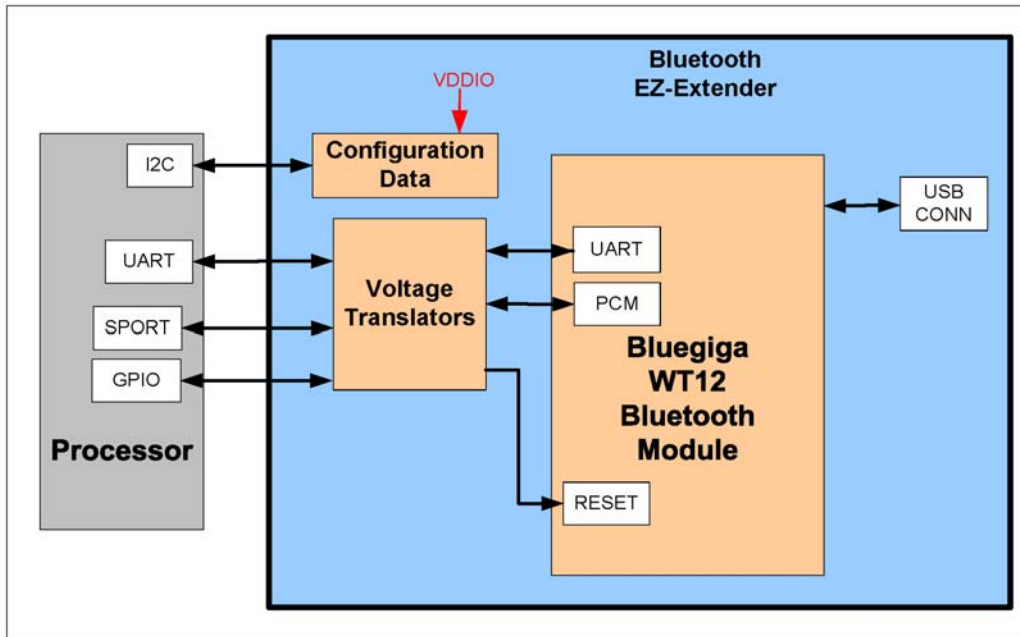 Bluetooth
EZ-Extender
VDDIO
Configuration
Data
I2C
USB
CONN
UART
UART
Voltage
Translators
PCM
SPORT
GPIO
Bluegiga
WT12
Bluetooth
Module
Processor
RESET